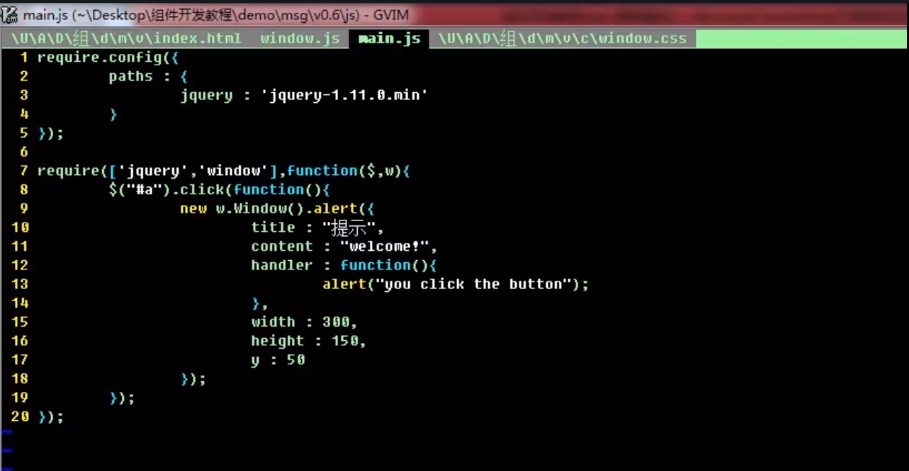 main.js (~\Desktop\组件开发教程\demo\msg\v0.6\js) - GVIM
\U\A\D\组\d\m\v\index.html window.js main.js \U\A\D\组\d\m\v\c\window.css
1 require.config({
2 paths : {
3 jquery : 'jquery-1.11.0.min'
4 }
5 });
6
7 require(['jquery','window'],function($,w){
8 $("#a").click(function(){
9 new w.Window().alert({
10 title : "提示",
11 content : "welcome!",
12 handler : function(){
13 alert("you click the button");
14 },
15 width : 300,
16 height : 150,
17 y : 50
18 });
19 });
20 });
~
~
~